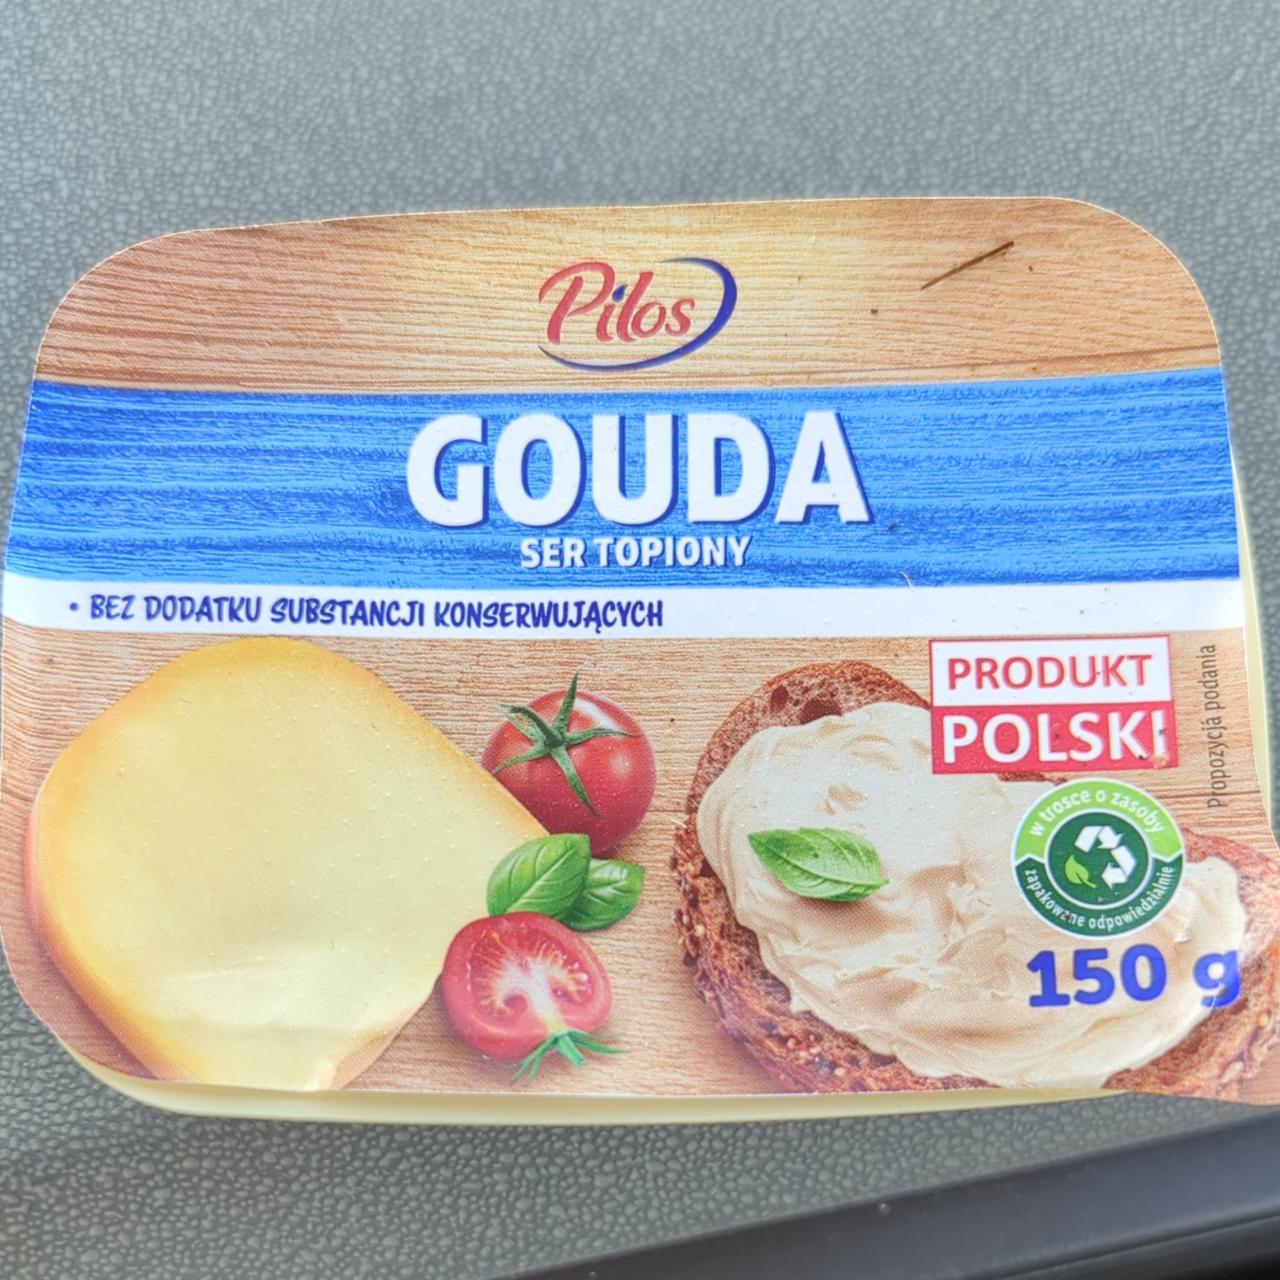 Pilos
GOUDA
SER TOPIONY
• BEZ DODATKU SUBSTANCJI KONSERWUJĄCYCH
PRODUKT
POLSKI
Propozycja podania
w trosce o zasoby
zapakowane odpowiedzialnie
150 g